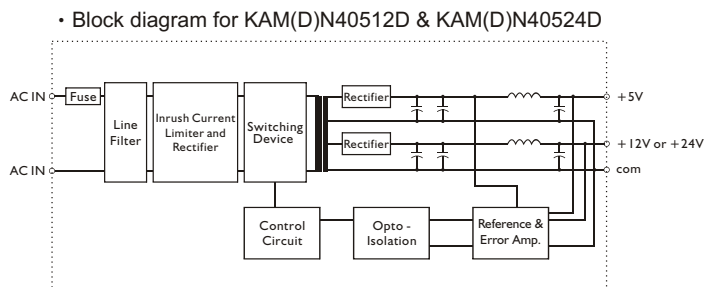 • Block diagram for KAM(D)N40512D & KAM(D)N40524D
AC IN
Fuse
Line
Filter
Inrush Current
Limiter and
Rectifier
Switching
Device
Rectifier
+5V
Rectifier
+12V or +24V
AC IN
com
Control
Circuit
Opto -
Isolation
Reference &
Error Amp.